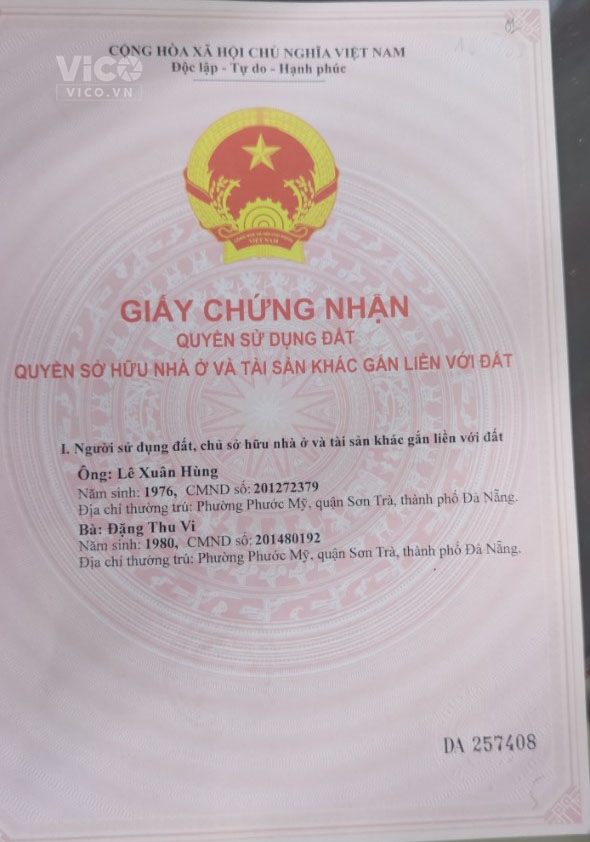 VICO
VICO.VN
CỘNG HÒA XÃ HỘI CHỦ NGHĨA VIỆT NAM
Độc lập - Tự do - Hạnh phúc
VIỆT NAM
GIẤY CHỨNG NHẬN
QUYỀN SỬ DỤNG ĐẤT
QUYỀN SỞ HỮU NHÀ Ở VÀ TÀI SẢN KHÁC GẮN LIỀN VỚI ĐẤT
I. Người sử dụng đất, chủ sở hữu nhà ở và tài sản khác gắn liền với đất
Ông: Lê Xuân Hùng
Năm sinh: 1976, CMND số: 201272379
Địa chỉ thường trú: Phường Phước Mỹ, quận Sơn Trà, thành phố Đà Nẵng.
Bà: Đặng Thu Vi
Năm sinh: 1980, CMND số: 201480192
Địa chỉ thường trú: Phường Phước Mỹ, quận Sơn Trà, thành phố Đà Nẵng.
DA 257408